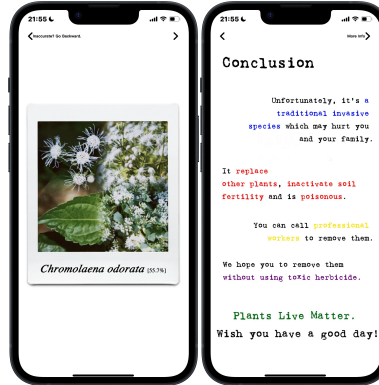 21:55
Inaccurate? Go Backward.
Chromolaena odorata [55.7%]
21:55
More Info
Conclusion
Unfortunately, it's a
traditional invasive
species which may hurt you
and your family.
It replace
other plants, inactivate soil
fertility and is poisonous.
You can call professional
workers to remove them.
We hope you to remove them
without using toxic herbicide.
Plants Live Matter.
Wish you have a good day!